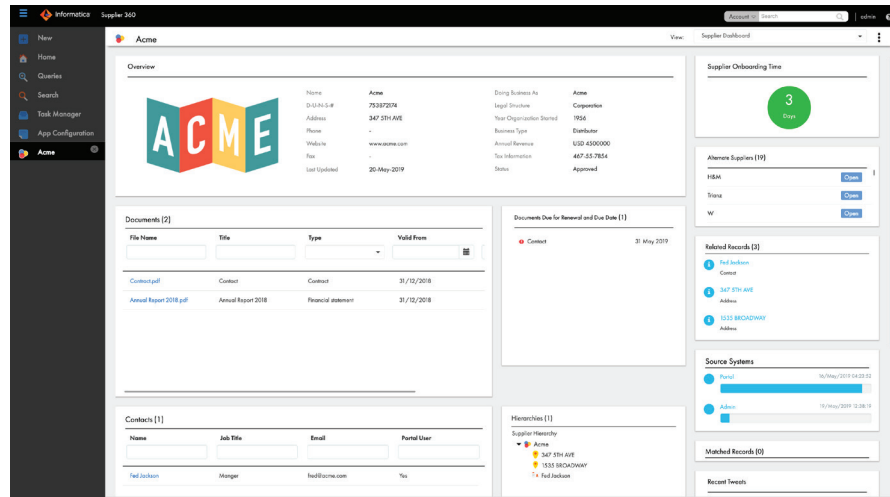 Informatica Supplier 360
Account Search admin
New
Home
Queries
Search
Task Manager
App Configuration
Acme
Acme
View: Supplier Dashboard
Overview
ACME
Name Acme
D-U-N-S-# 753872174
Address 347 5TH AVE
Phone -
Website www.acme.com
Fax -
Last Updated 20-May-2019
Doing Business As Acme
Legal Structure Corporation
Year Organization Started 1956
Business Type Distributor
Annual Revenue USD 4500000
Tax Information 467-55-7854
Status Approved
Supplier Onboarding Time
3
Days
Alternate Suppliers (19)
H&M Open
Trianz Open
W Open
Documents (2)
File Name Title Type Valid From
Contract.pdf Contact Contract 31/12/2018
Annual Report 2018.pdf Annual Report 2018 Financial statement 31/12/2018
Documents Due for Renewal and Due Date (1)
Contact 31 May 2019
Related Records (3)
Fed Jackson
Contact
347 5TH AVE
Address
1535 BROADWAY
Address
Source Systems
Portal 16/May/2019 04:23:52
Admin 19/May/2019 12:38:19
Contacts (1)
Name Job Title Email Portal User
Fed Jackson Manger fred@acme.com Yes
Hierarchies (1)
Supplier Hierarchy
Acme
347 5TH AVE
1535 BROADWAY
Fed Jackson
Matched Records (0)
Recent Tweets